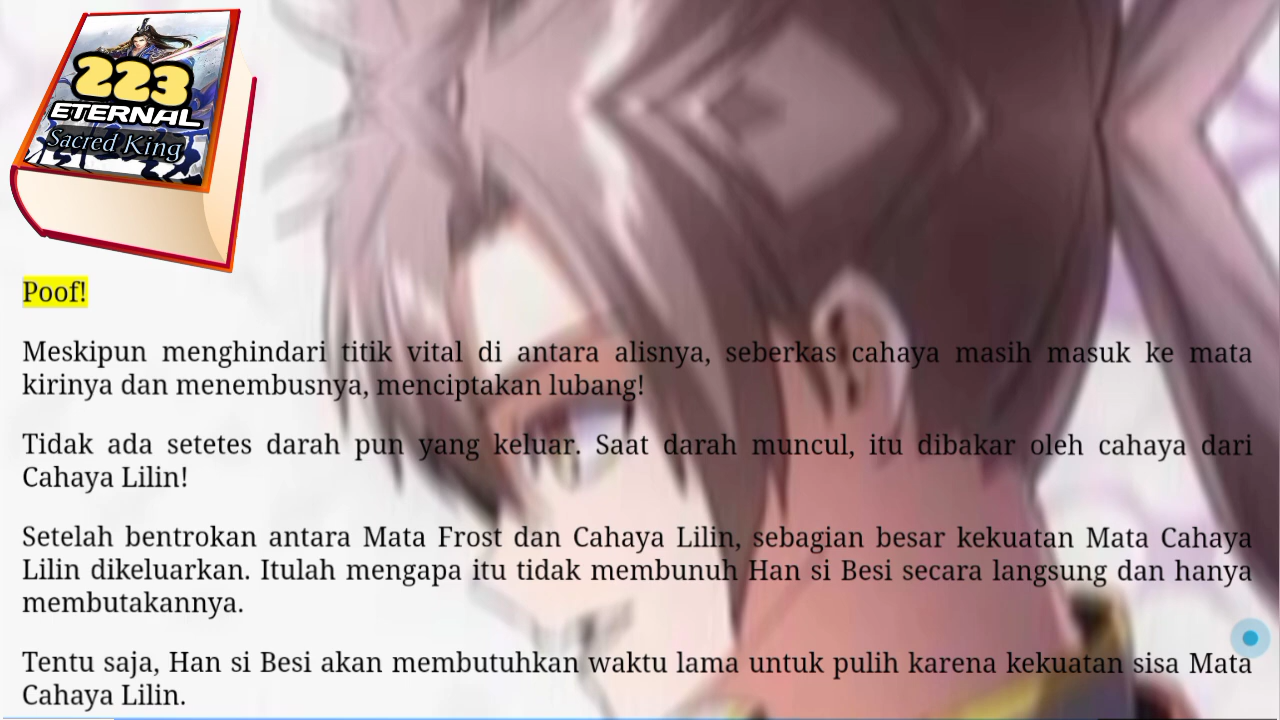 223
ETERNAL
Sacred King
Poof!
Meskipun menghindari titik vital di antara alisnya, seberkas cahaya masih masuk ke mata
kirinya dan menembusnya, menciptakan lubang!
Tidak ada setetes darah pun yang keluar. Saat darah muncul, itu dibakar oleh cahaya dari
Cahaya Lilin!
Setelah bentrokan antara Mata Frost dan Cahaya Lilin, sebagian besar kekuatan Mata Cahaya
Lilin dikeluarkan. Itulah mengapa itu tidak membunuh Han si Besi secara langsung dan hanya
membutakannya.
Tentu saja, Han si Besi akan membutuhkan waktu lama untuk pulih karena kekuatan sisa Mata
Cahaya Lilin.